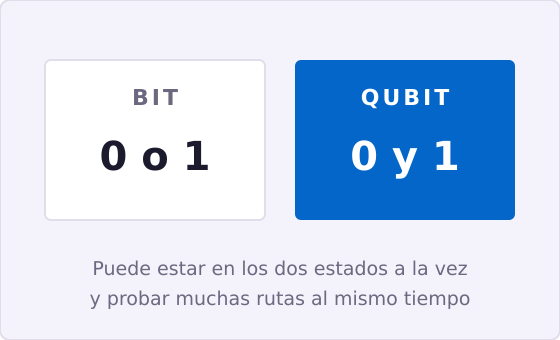 BIT
0 o 1
QUBIT
0 y 1
Puede estar en los dos estados a la vez
y probar muchas rutas al mismo tiempo